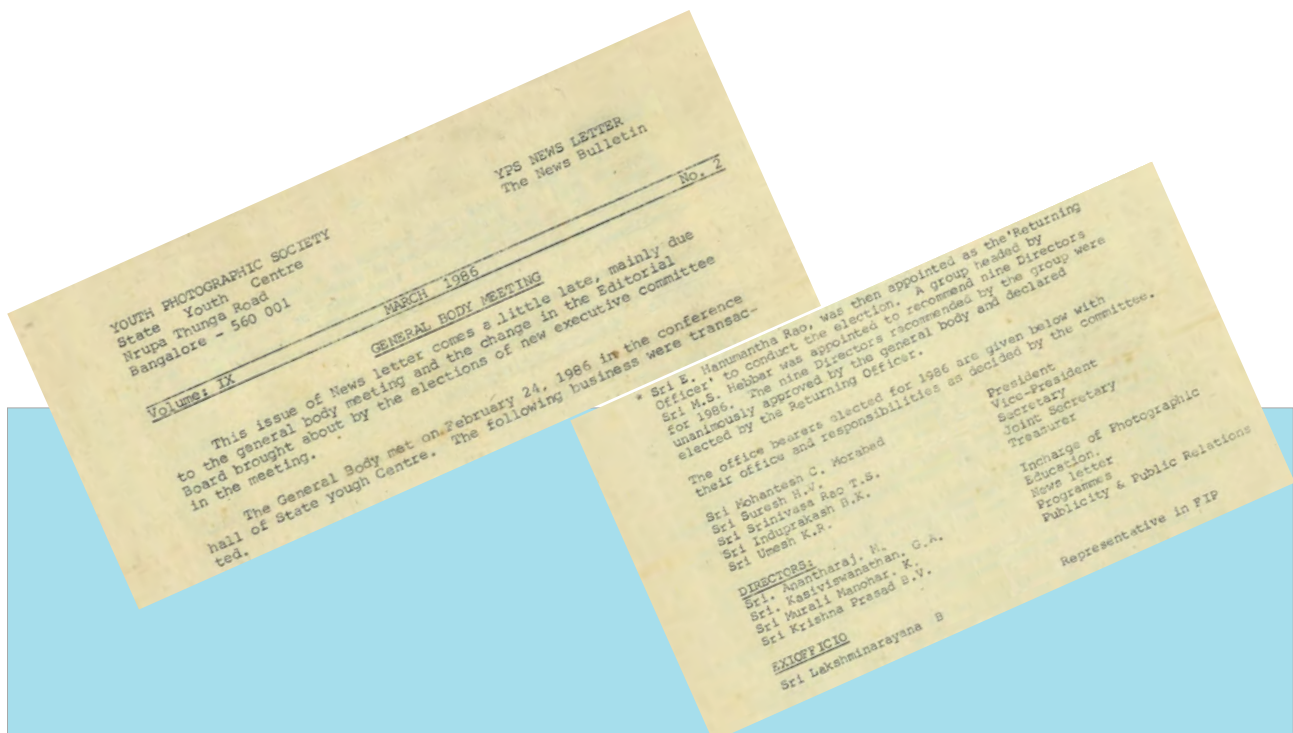 YPS NEWS LETTER
The News Bulletin
YOUTH PHOTOGRAPHIC SOCIETY
State Youth Centre
Nrupa Thunga Road
Bangalore - 560 001
Volume: IX MARCH 1986 No. 2
GENERAL BODY MEETING
This issue of News letter comes a little late, mainly due
to the general body meeting and the change in the Editorial
Board brought about by the elections of new executive committee
in the meeting.
The General Body met on February 24, 1986 in the conference
hall of State yough Centre. The following business were transac-
ted.
* Sri E. Hanumantha Rao, was then appointed as the 'Returning
Officer' to conduct the election. A group headed by
Sri M.S. Hebbar was appointed to recommend nine Directors
for 1986. The nine Directors racommended by the group were
unanimously approved by the general body and declared
elected by the Returning Officer.
The office bearers elected for 1986 are given below with
their office and responsibilities as decided by the committee.
Sri Mohantesh C. Morabad President
Sri Suresh H.V. Vice-President
Sri Srinivasa Rao T.S. Secretary
Sri Induprakash B.K. Joint Secretary
Sri Umesh K.R. Treasurer
DIRECTORS:
Sri. Anantharaj. M. Incharge of Photographic
Education.
Sri. Kasiviswanathan. G.A. News letter
Sri Murali Manohar. K. Programmes
Sri Krishna Prasad B.V. Publicity & Public Relations
EXIOFFICIO
Sri Lakshminarayana B Representative in FIP